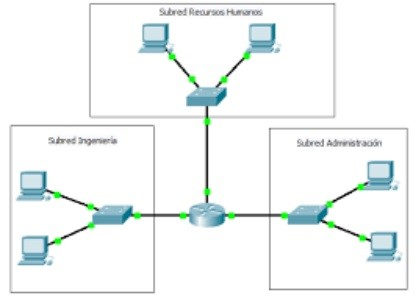 Subred Recursos Humanos
Subred Ingeniería
Subred Administración